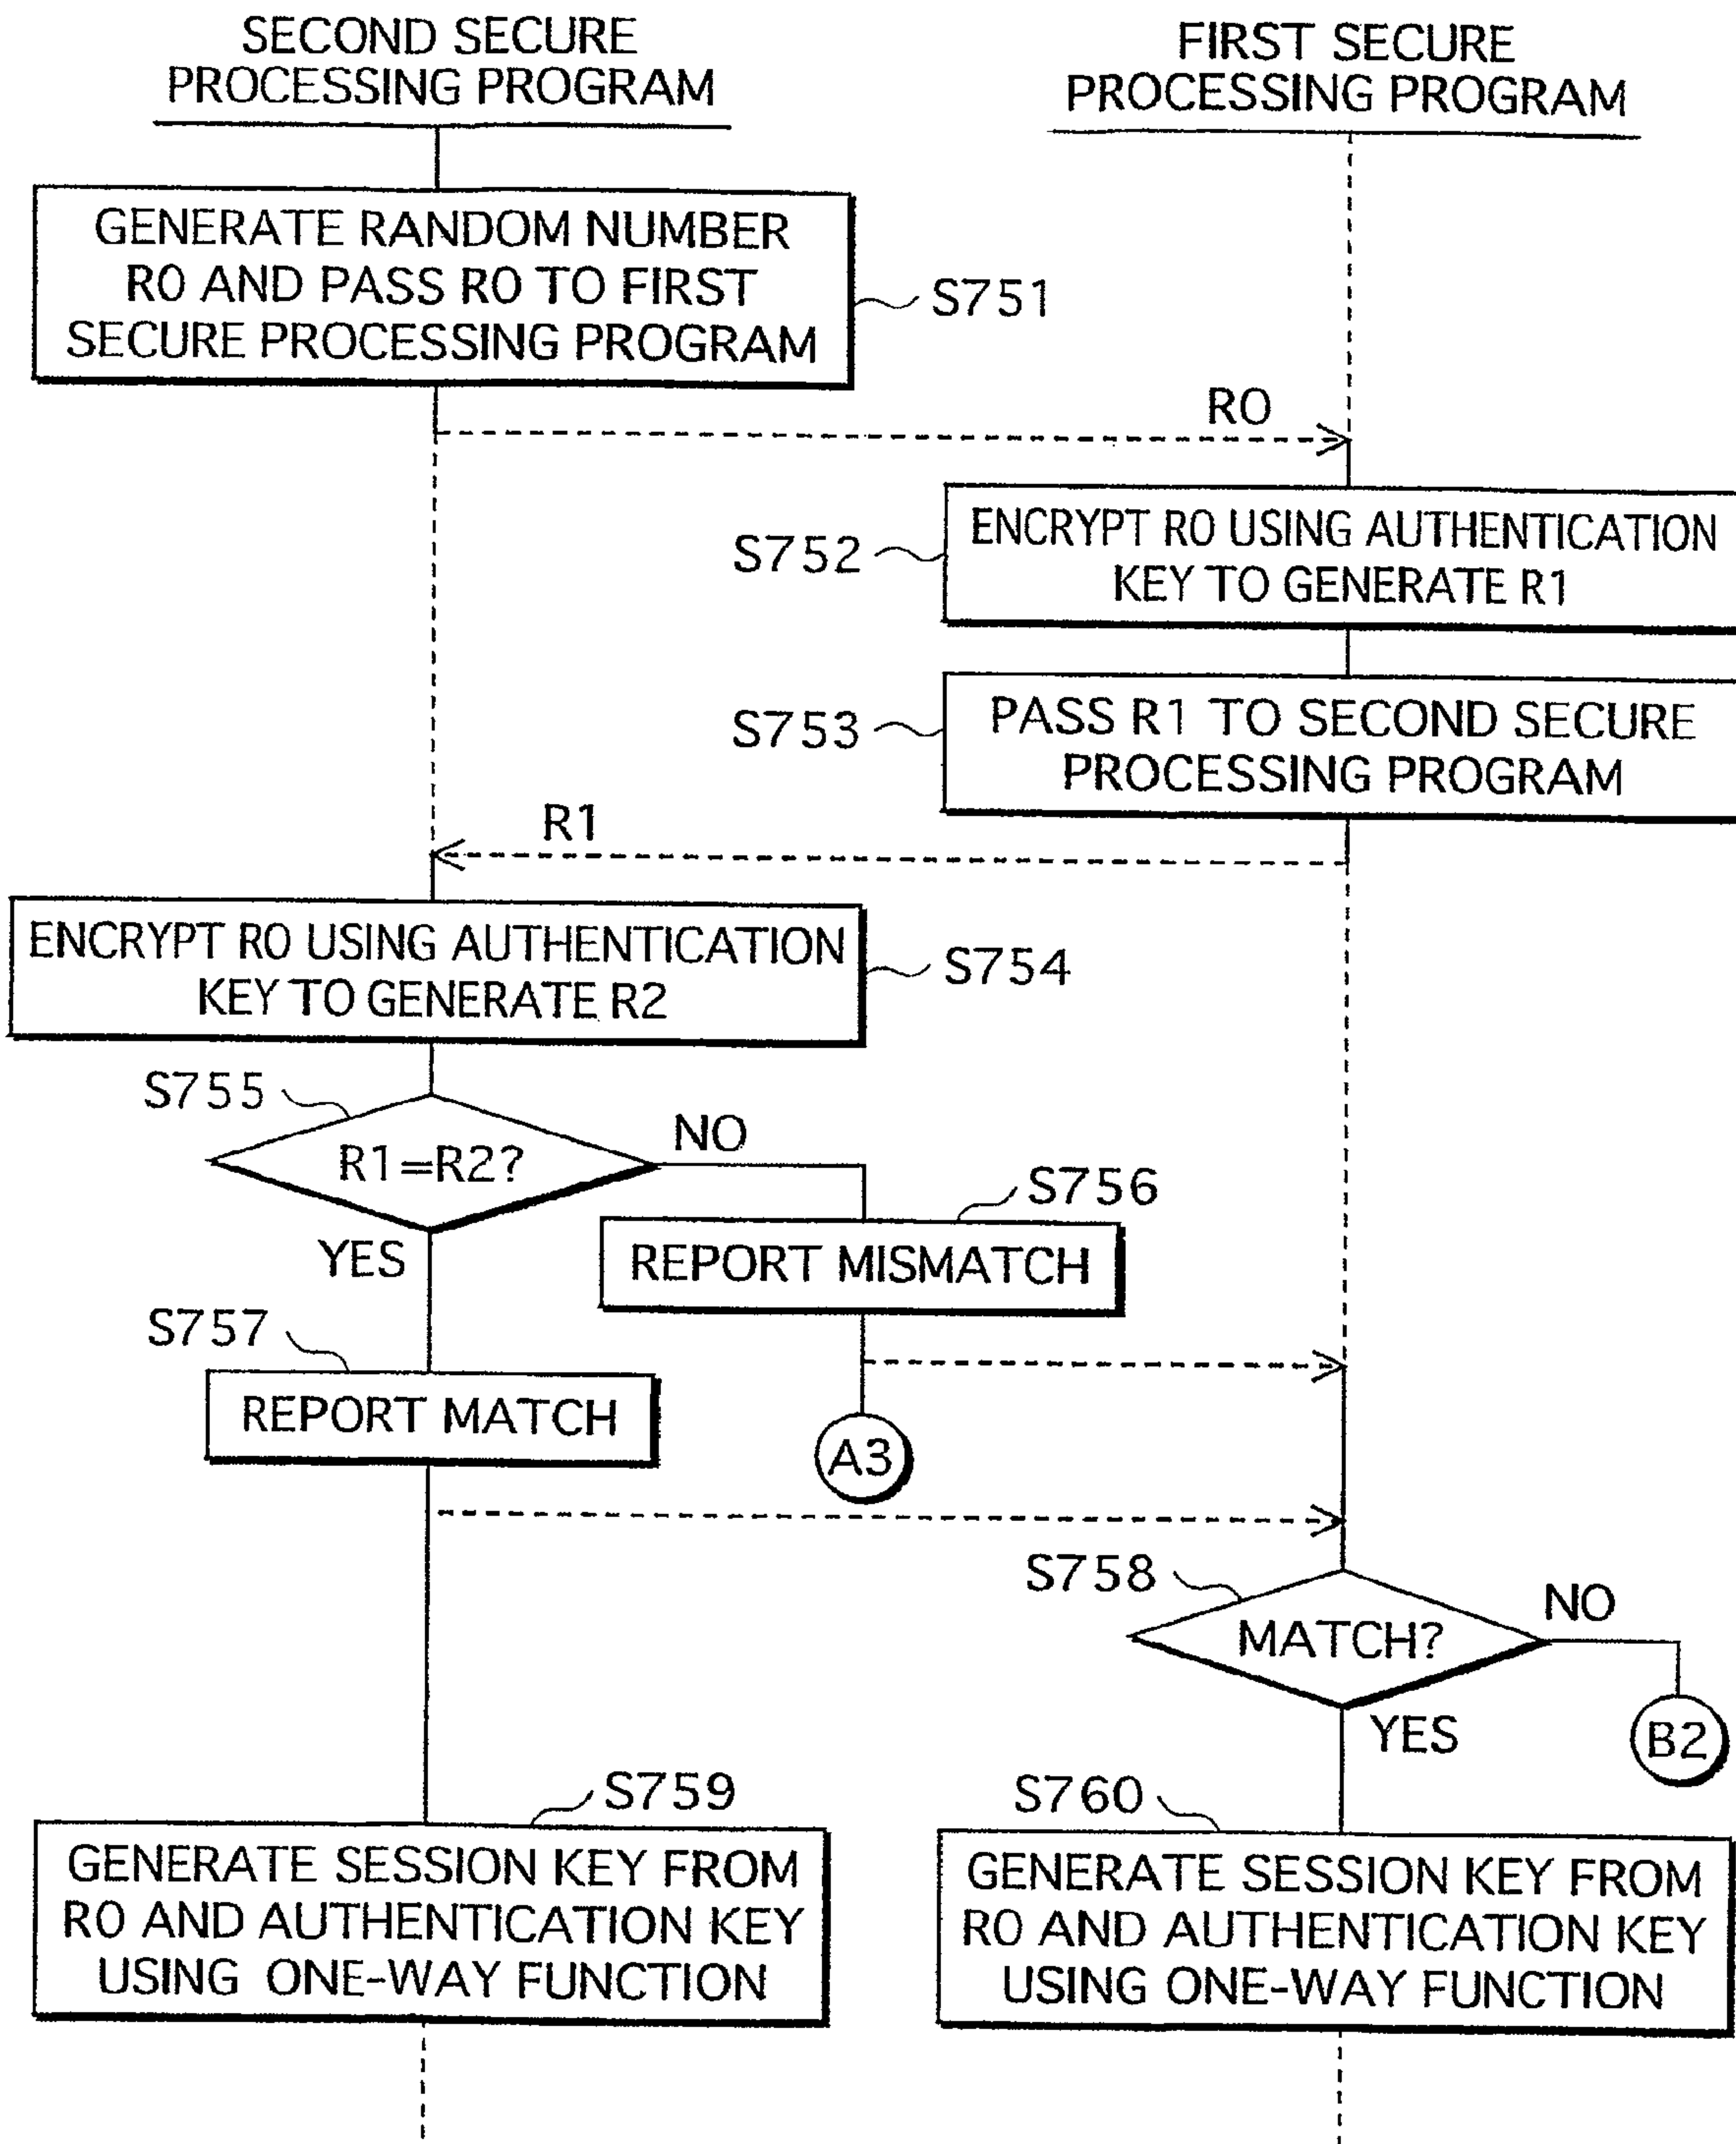 SECOND SECURE
PROCESSING PROGRAM
FIRST SECURE
PROCESSING PROGRAM
GENERATE RANDOM NUMBER
R0 AND PASS R0 TO FIRST
SECURE PROCESSING PROGRAM
S751
R0
ENCRYPT R0 USING AUTHENTICATION
KEY TO GENERATE R1
S752
PASS R1 TO SECOND SECURE
PROCESSING PROGRAM
S753
R1
ENCRYPT R0 USING AUTHENTICATION
KEY TO GENERATE R2
S754
S755
R1=R2?
NO
YES
S756
REPORT MISMATCH
S757
REPORT MATCH
A3
S758
MATCH?
NO
YES
B2
S759
GENERATE SESSION KEY FROM
R0 AND AUTHENTICATION KEY
USING ONE-WAY FUNCTION
S760
GENERATE SESSION KEY FROM
R0 AND AUTHENTICATION KEY
USING ONE-WAY FUNCTION